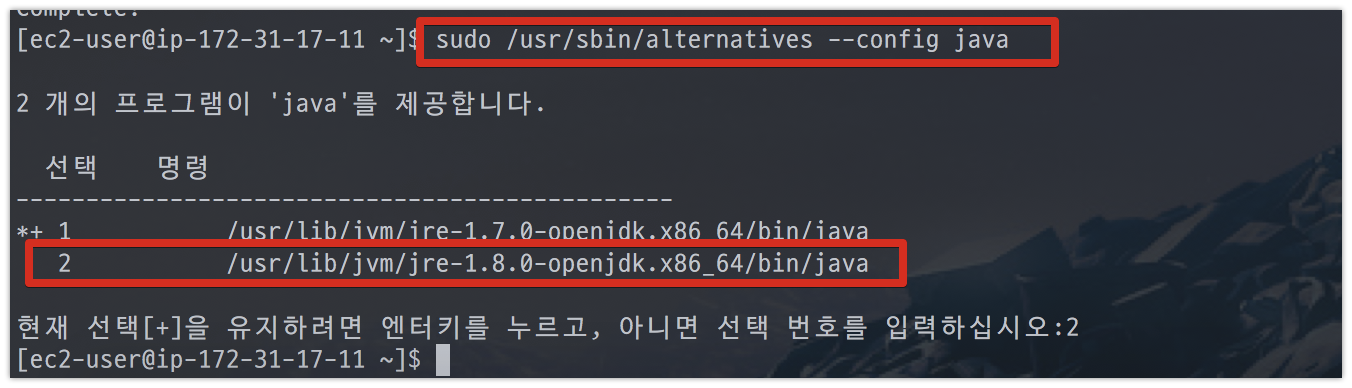 Complete!
[ec2-user@ip-172-31-17-11 ~]$ sudo /usr/sbin/alternatives --config java
2 개의 프로그램이 'java'를 제공합니다.
선택 명령
-----------------------------------------------
*+ 1 /usr/lib/jvm/jre-1.7.0-openjdk.x86_64/bin/java
2 /usr/lib/jvm/jre-1.8.0-openjdk.x86_64/bin/java
현재 선택[+]을 유지하려면 엔터키를 누르고, 아니면 선택 번호를 입력하십시오:2
[ec2-user@ip-172-31-17-11 ~]$